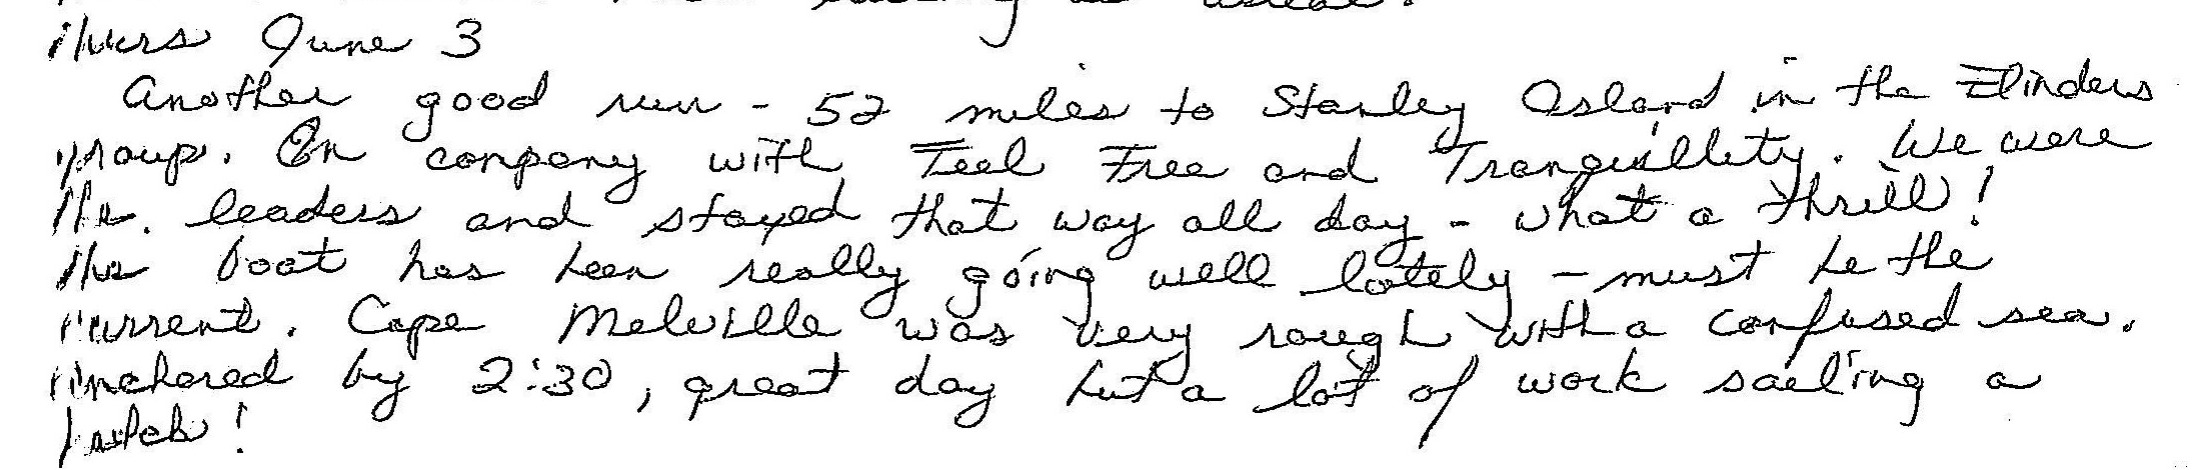 as usual.
Thurs June 3
Another good run - 52 miles to Stanley Island in the Flinders
group. In company with Feel Free and Tranquillity. We were
the leaders and stayed that way all day - what a thrill!
The boat has been really going well lately - must be the
current. Cape Melville was very rough with a confused sea.
Anchored by 2:30, great day but a lot of work sailing a
ketch!